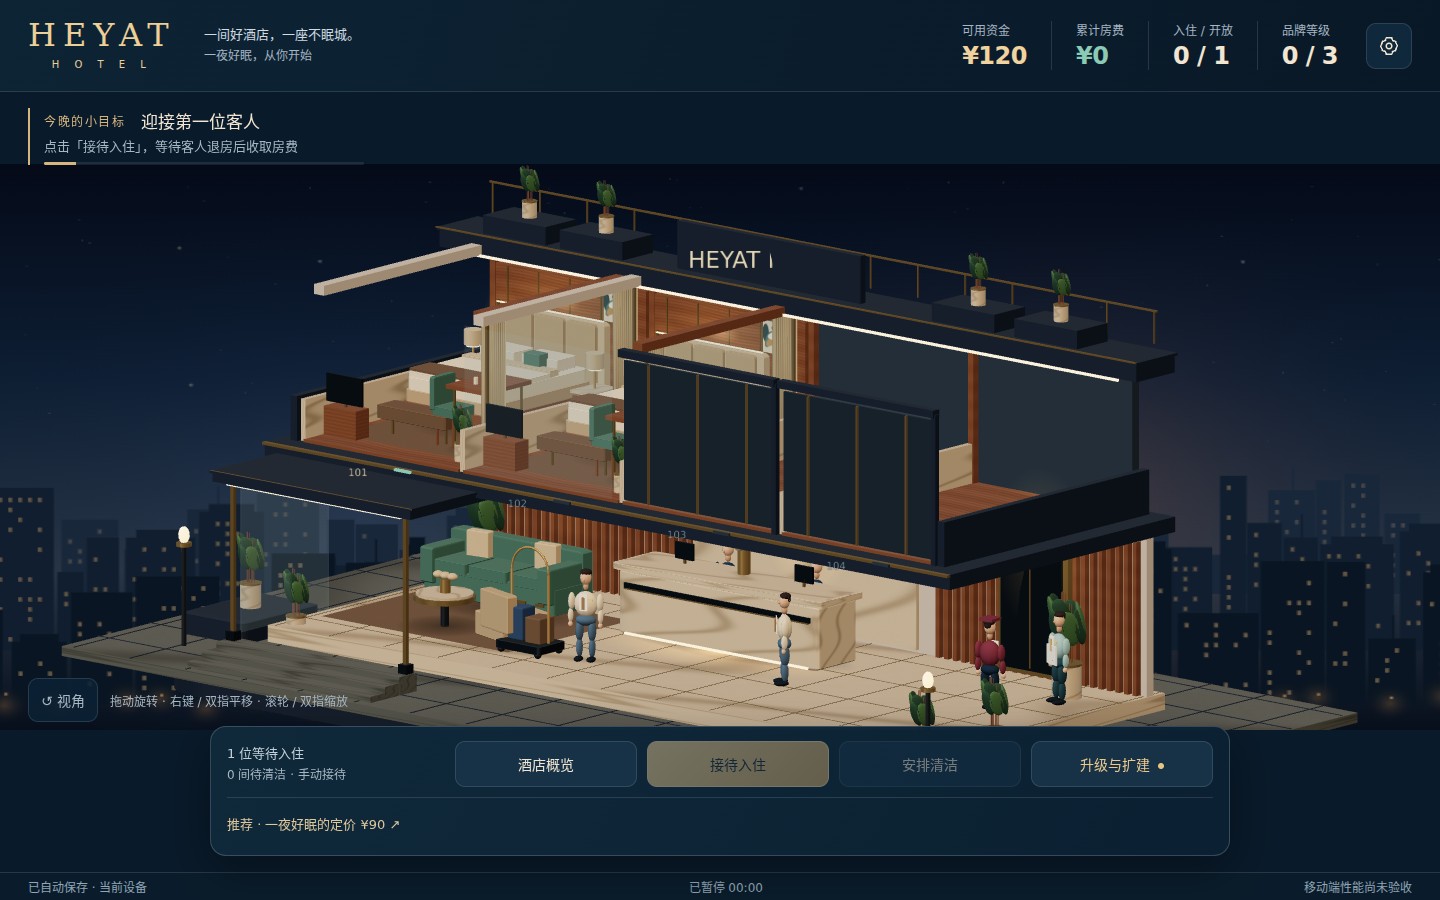 HEYAT
HOTEL
一间好酒店，一座不眠城。
一夜好眠，从你开始
可用资金
¥120
累计房费
¥0
入住 / 开放
0 / 1
品牌等级
0 / 3
今晚的小目标 迎接第一位客人
点击「接待入住」，等待客人退房后收取房费
HEYAT
101
102
103
104
↺ 视角
拖动旋转 · 右键 / 双指平移 · 滚轮 / 双指缩放
1 位等待入住
0 间待清洁 · 手动接待
酒店概览
接待入住
安排清洁
升级与扩建
推荐 · 一夜好眠的定价 ¥90 ↗
已自动保存 · 当前设备
已暂停 00:00
移动端性能尚未验收